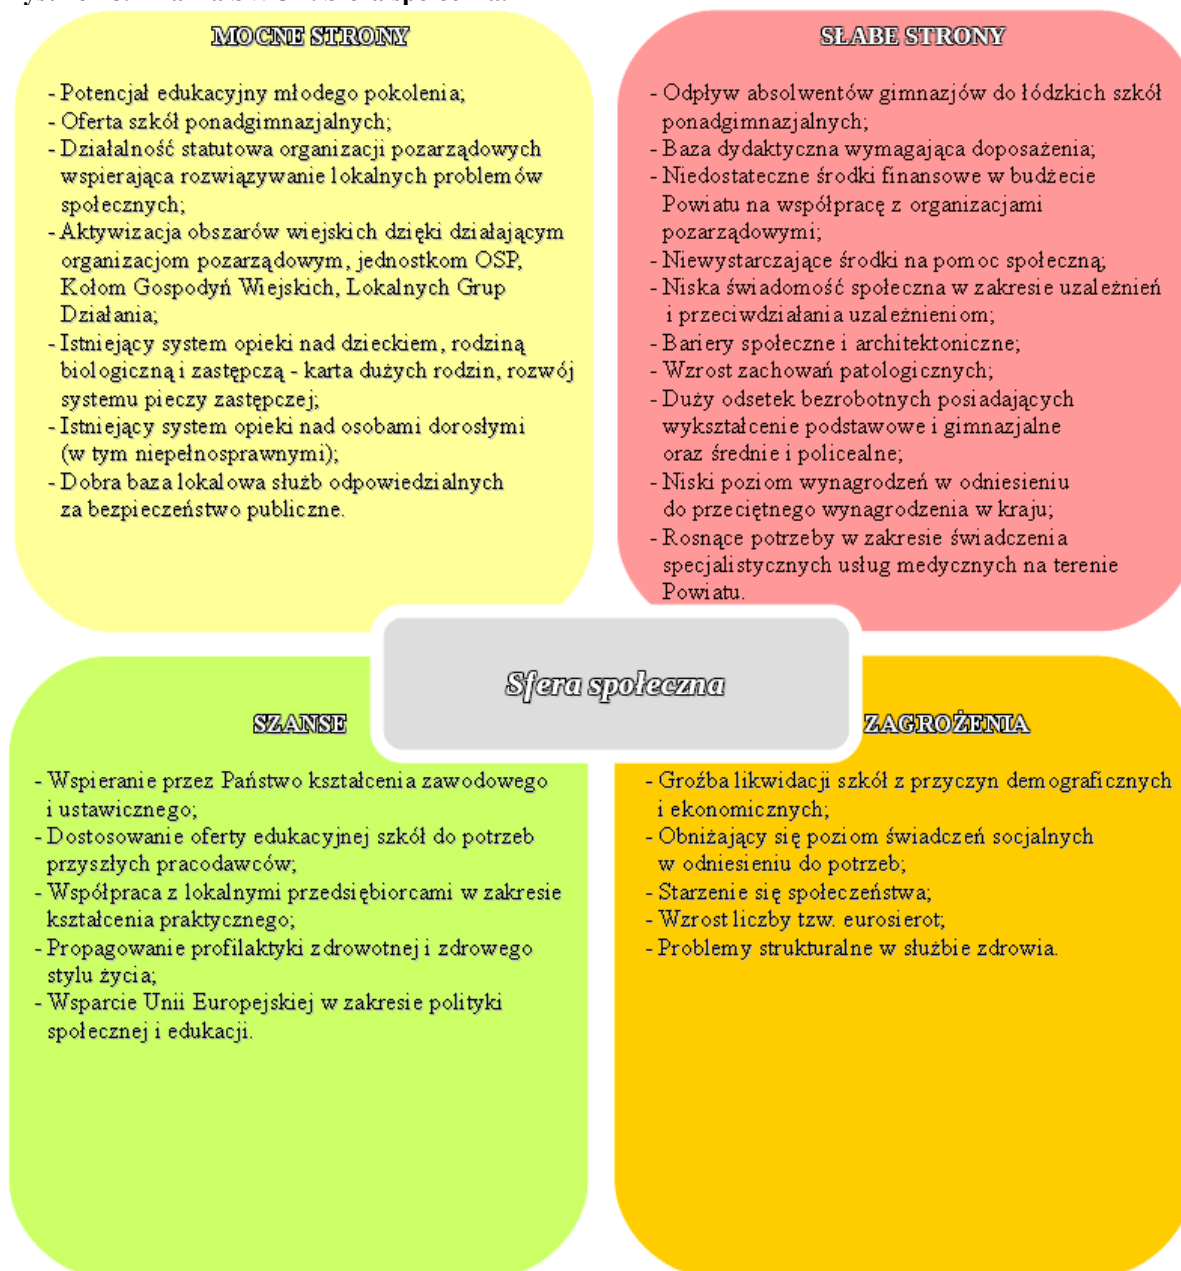 MOCNE STRONY
- Potencjał edukacyjny młodego pokolenia;
- Oferta szkół ponadgimnazjalnych;
- Działalność statutowa organizacji pozarządowych
wspierająca rozwiązywanie lokalnych problemów
społecznych;
- Aktywizacja obszarów wiejskich dzięki działającym
organizacjom pozarządowym, jednostkom OSP,
Kołom Gospodyń Wiejskich, Lokalnych Grup
Działania;
- Istniejący system opieki nad dzieckiem, rodziną
biologiczną i zastępczą - karta dużych rodzin, rozwój
systemu pieczy zastępczej;
- Istniejący system opieki nad osobami dorosłymi
(w tym niepełnosprawnymi);
- Dobra baza lokalowa służb odpowiedzialnych
za bezpieczeństwo publiczne.
SŁABE STRONY
- Odpływ absolwentów gimnazjów do łódzkich szkół
ponadgimnazjalnych;
- Baza dydaktyczna wymagająca doposażenia;
- Niedostateczne środki finansowe w budżecie
Powiatu na współpracę z organizacjami
pozarządowymi;
- Niewystarczające środki na pomoc społeczną;
- Niska świadomość społeczna w zakresie uzależnień
i przeciwdziałania uzależnieniom;
- Bariery społeczne i architektoniczne;
- Wzrost zachowań patologicznych;
- Duży odsetek bezrobotnych posiadających
wykształcenie podstawowe i gimnazjalne
oraz średnie i policealne;
- Niski poziom wynagrodzeń w odniesieniu
do przeciętnego wynagrodzenia w kraju;
- Rosnące potrzeby w zakresie świadczenia
specjalistycznych usług medycznych na terenie
Powiatu.
Sfera społeczna
SZANSE
- Wspieranie przez Państwo kształcenia zawodowego
i ustawicznego;
- Dostosowanie oferty edukacyjnej szkół do potrzeb
przyszłych pracodawców;
- Współpraca z lokalnymi przedsiębiorcami w zakresie
kształcenia praktycznego;
- Propagowanie profilaktyki zdrowotnej i zdrowego
stylu życia;
- Wsparcie Unii Europejskiej w zakresie polityki
społecznej i edukacji.
ZAGROŻENIA
- Groźba likwidacji szkół z przyczyn demograficznych
i ekonomicznych;
- Obniżający się poziom świadczeń socjalnych
w odniesieniu do potrzeb;
- Starzenie się społeczeństwa;
- Wzrost liczby tzw. eurosierot;
- Problemy strukturalne w służbie zdrowia.